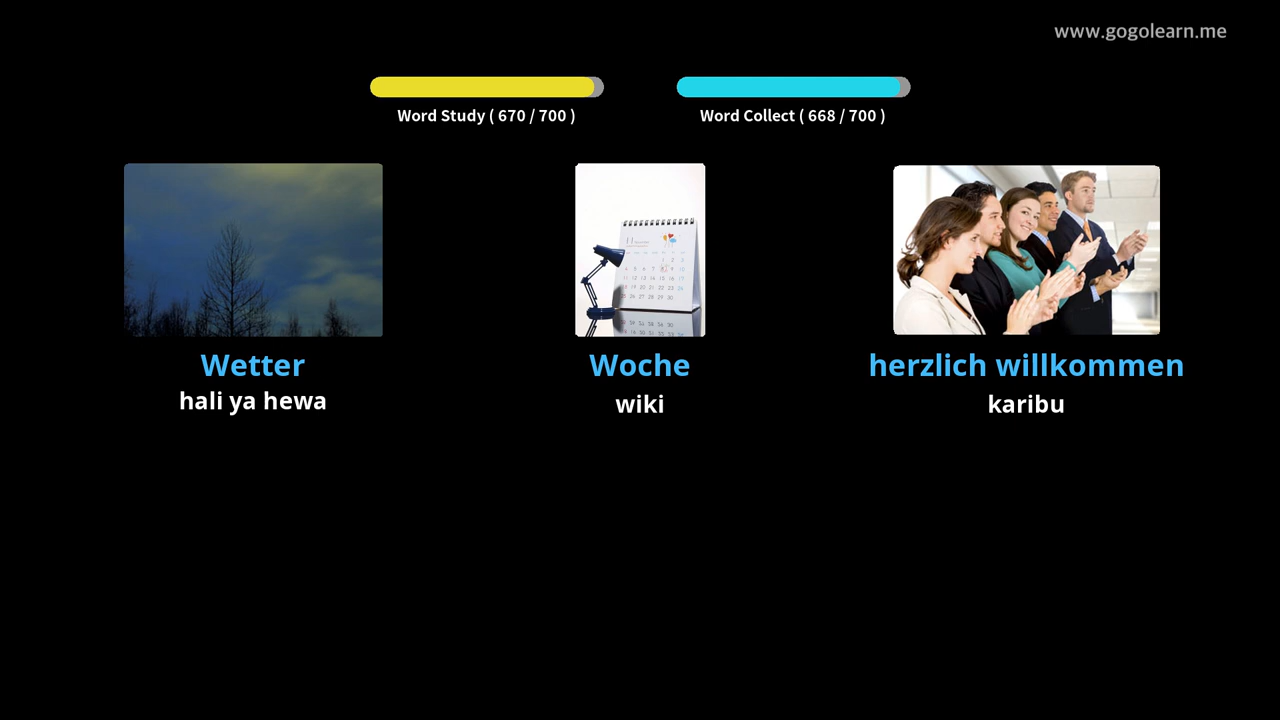 www.gogolearn.me
Word Study ( 670 / 700 )
Word Collect ( 668 / 700 )
Wetter
hali ya hewa
Woche
wiki
herzlich willkommen
karibu